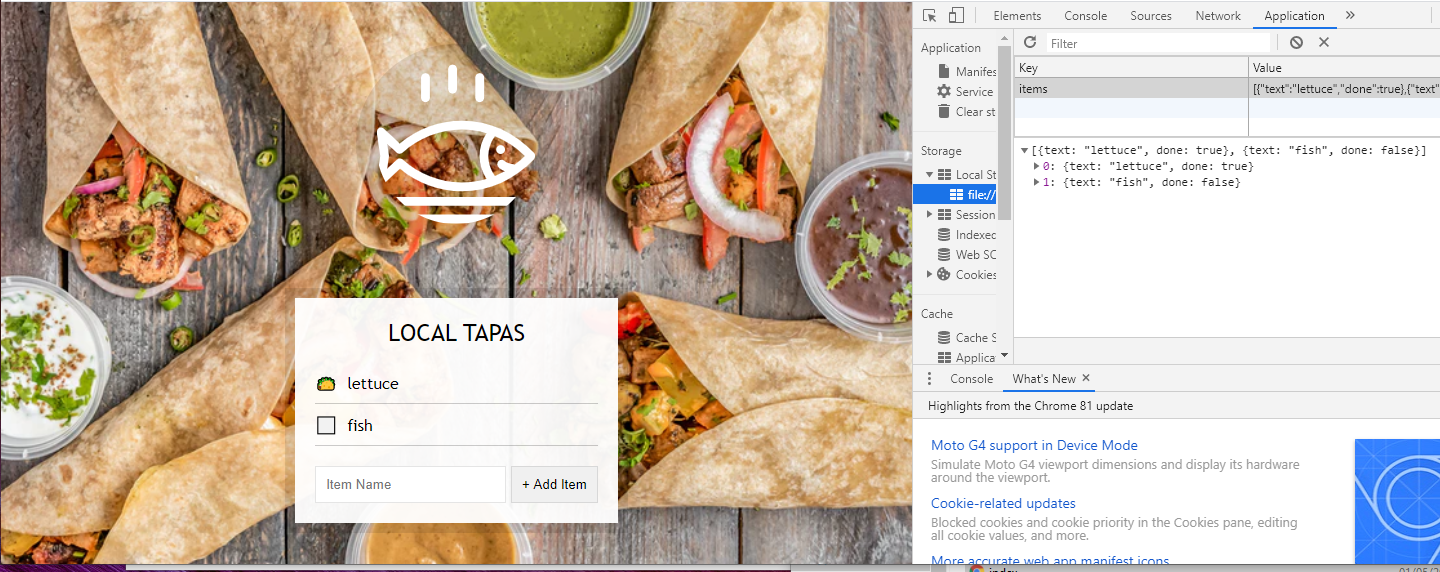 LOCAL TAPAS
lettuce
fish
Item Name
+ Add Item
Elements Console Sources Network Application »
Application
Manifes
Service
Clear st
Storage
Local St
file://
Session
Indexed
Web SC
Cookies
Cache
Cache S
Applica
Filter
Key Value
items [{"text":"lettuce","done":true},{"text"
[{text: "lettuce", done: true}, {text: "fish", done: false}]
0: {text: "lettuce", done: true}
1: {text: "fish", done: false}
Console What's New
Highlights from the Chrome 81 update
Moto G4 support in Device Mode
Simulate Moto G4 viewport dimensions and display its hardware
around the viewport.
Cookie-related updates
Blocked cookies and cookie priority in the Cookies pane, editing
all cookie values, and more.
More accurate web app manifest icons